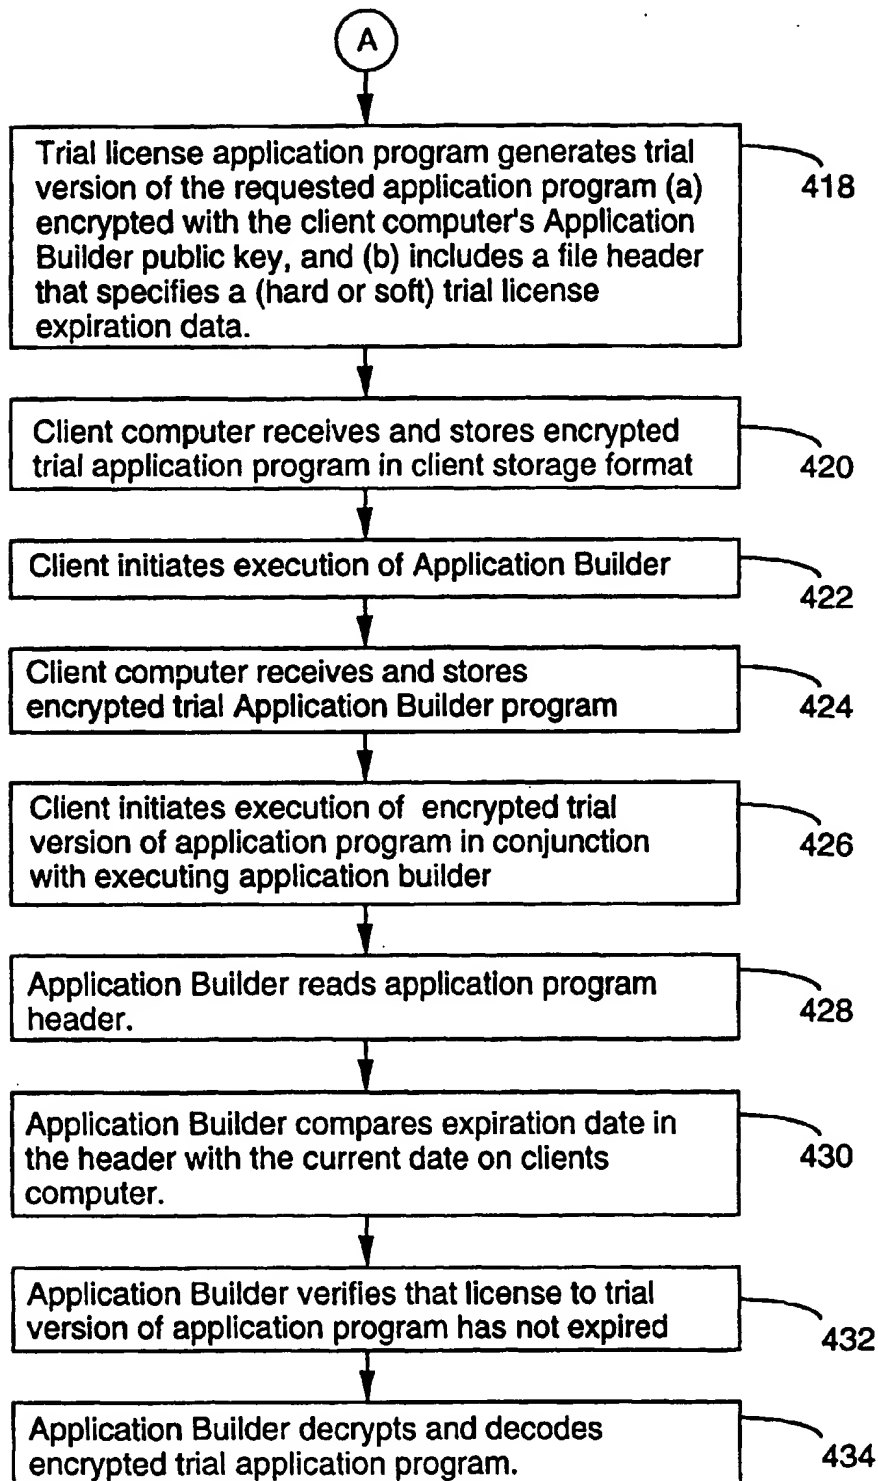 A
Trial license application program generates trial
version of the requested application program (a)
encrypted with the client computer's Application
Builder public key, and (b) includes a file header
that specifies a (hard or soft) trial license
expiration data.
418
Client computer receives and stores encrypted
trial application program in client storage format
420
Client initiates execution of Application Builder
422
Client computer receives and stores
encrypted trial Application Builder program
424
Client initiates execution of encrypted trial
version of application program in conjunction
with executing application builder
426
Application Builder reads application program
header.
428
Application Builder compares expiration date in
the header with the current date on clients
computer.
430
Application Builder verifies that license to trial
version of application program has not expired
432
Application Builder decrypts and decodes
encrypted trial application program.
434